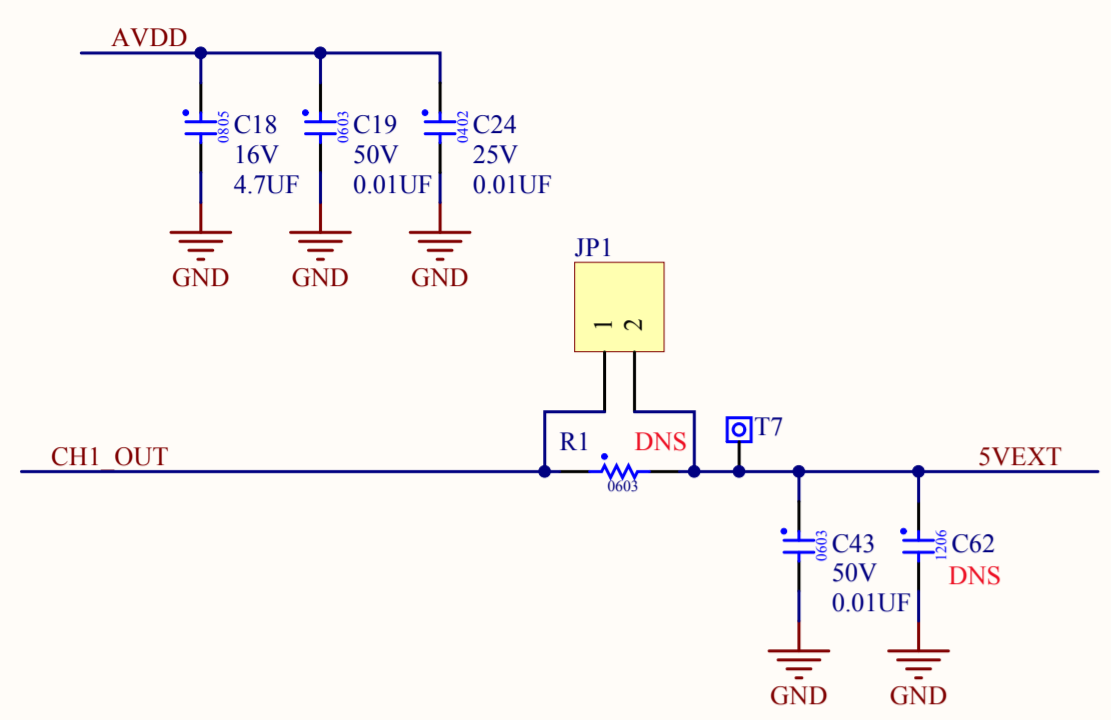 AVDD
0805
C18
16V
4.7UF
GND
0603
C19
50V
0.01UF
GND
0402
C24
25V
0.01UF
GND
JP1
1
2
CH1_OUT
R1
DNS
0603
T7
5VEXT
0603
C43
50V
0.01UF
GND
1206
C62
DNS
GND